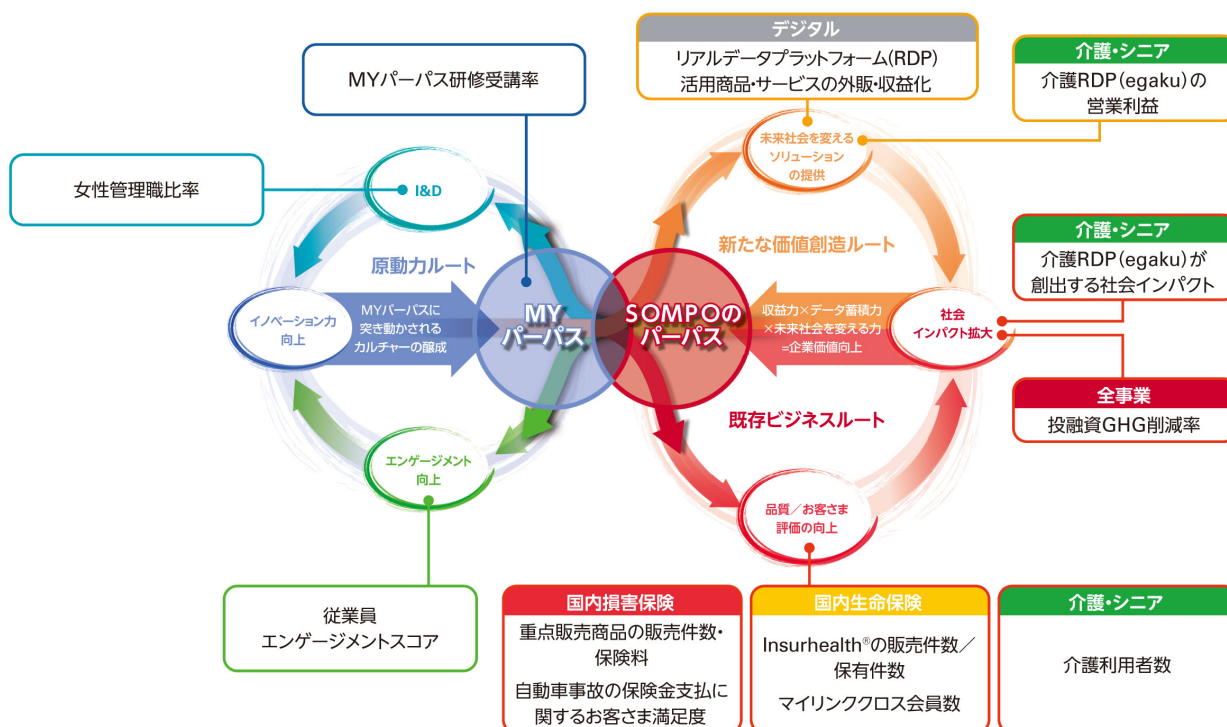 デジタル
リアルデータプラットフォーム(RDP)
活用商品・サービスの外販・収益化
介護・シニア
介護RDP(egaku)の
営業利益
MYパーパス研修受講率
女性管理職比率
I&D
未来社会を変える
ソリューション
の提供
原動力ルート
新たな価値創造ルート
介護・シニア
介護RDP(egaku)が
創出する社会インパクト
イノベーション力
向上
MYパーパスに
突き動かされる
カルチャーの醸成
MY
パーパス
SOMPOの
パーパス
収益力×データ蓄積力
×未来社会を変える力
=企業価値向上
社会
インパクト拡大
全事業
投融資GHG削減率
既存ビジネスルート
エンゲージメント
向上
品質/お客さま
評価の向上
従業員
エンゲージメントスコア
国内損害保険
重点販売商品の販売件数・
保険料
自動車事故の保険金支払に
関するお客さま満足度
国内生命保険
Insurhealth®の販売件数/
保有件数
マイリンククロス会員数
介護・シニア
介護利用者数